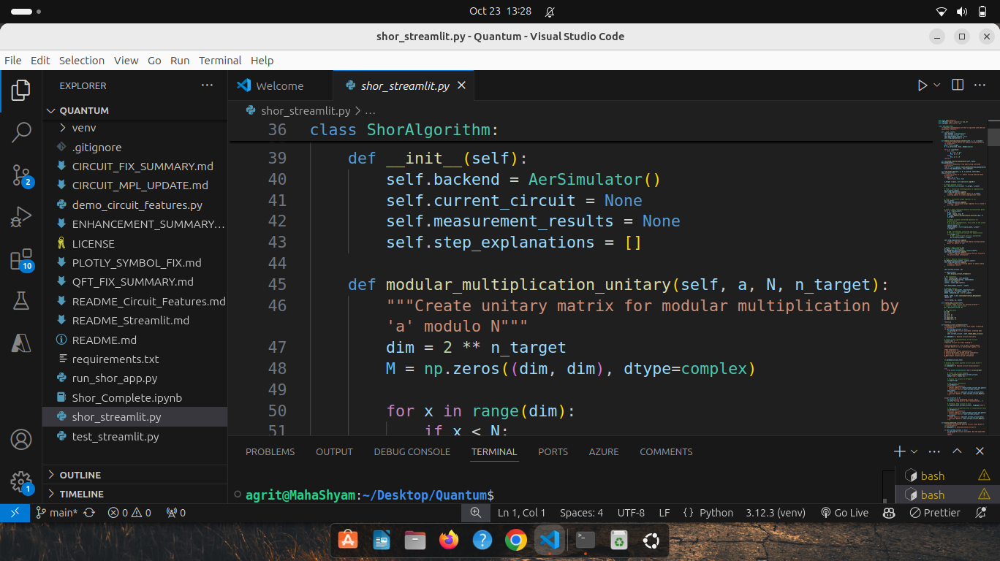 Oct 23 13:28
shor_streamlit.py - Quantum - Visual Studio Code
File Edit Selection View Go Run Terminal Help
EXPLORER
QUANTUM
venv
.gitignore
CIRCUIT_FIX_SUMMARY.md
CIRCUIT_MPL_UPDATE.md
demo_circuit_features.py
ENHANCEMENT_SUMMARY...
LICENSE
PLOTLY_SYMBOL_FIX.md
QFT_FIX_SUMMARY.md
README_Circuit_Features.md
README_Streamlit.md
README.md
requirements.txt
run_shor_app.py
Shor_Complete.ipynb
shor_streamlit.py
test_streamlit.py
OUTLINE
TIMELINE
2
10
1
Welcome
shor_streamlit.py
shor_streamlit.py > ...
36 class ShorAlgorithm:
39 def __init__(self):
40 self.backend = AerSimulator()
41 self.current_circuit = None
42 self.measurement_results = None
43 self.step_explanations = []
44
45 def modular_multiplication_unitary(self, a, N, n_target):
46 """Create unitary matrix for modular multiplication by
'a' modulo N"""
47 dim = 2 ** n_target
48 M = np.zeros((dim, dim), dtype=complex)
49
50 for x in range(dim):
51 if x < N:
PROBLEMS OUTPUT DEBUG CONSOLE TERMINAL PORTS AZURE COMMENTS
agrit@MahaShyam:~/Desktop/Quantum$
bash
bash
main* 0 0 0 Ln 1, Col 1 Spaces: 4 UTF-8 LF {} Python 3.12.3 (venv) Go Live Prettier